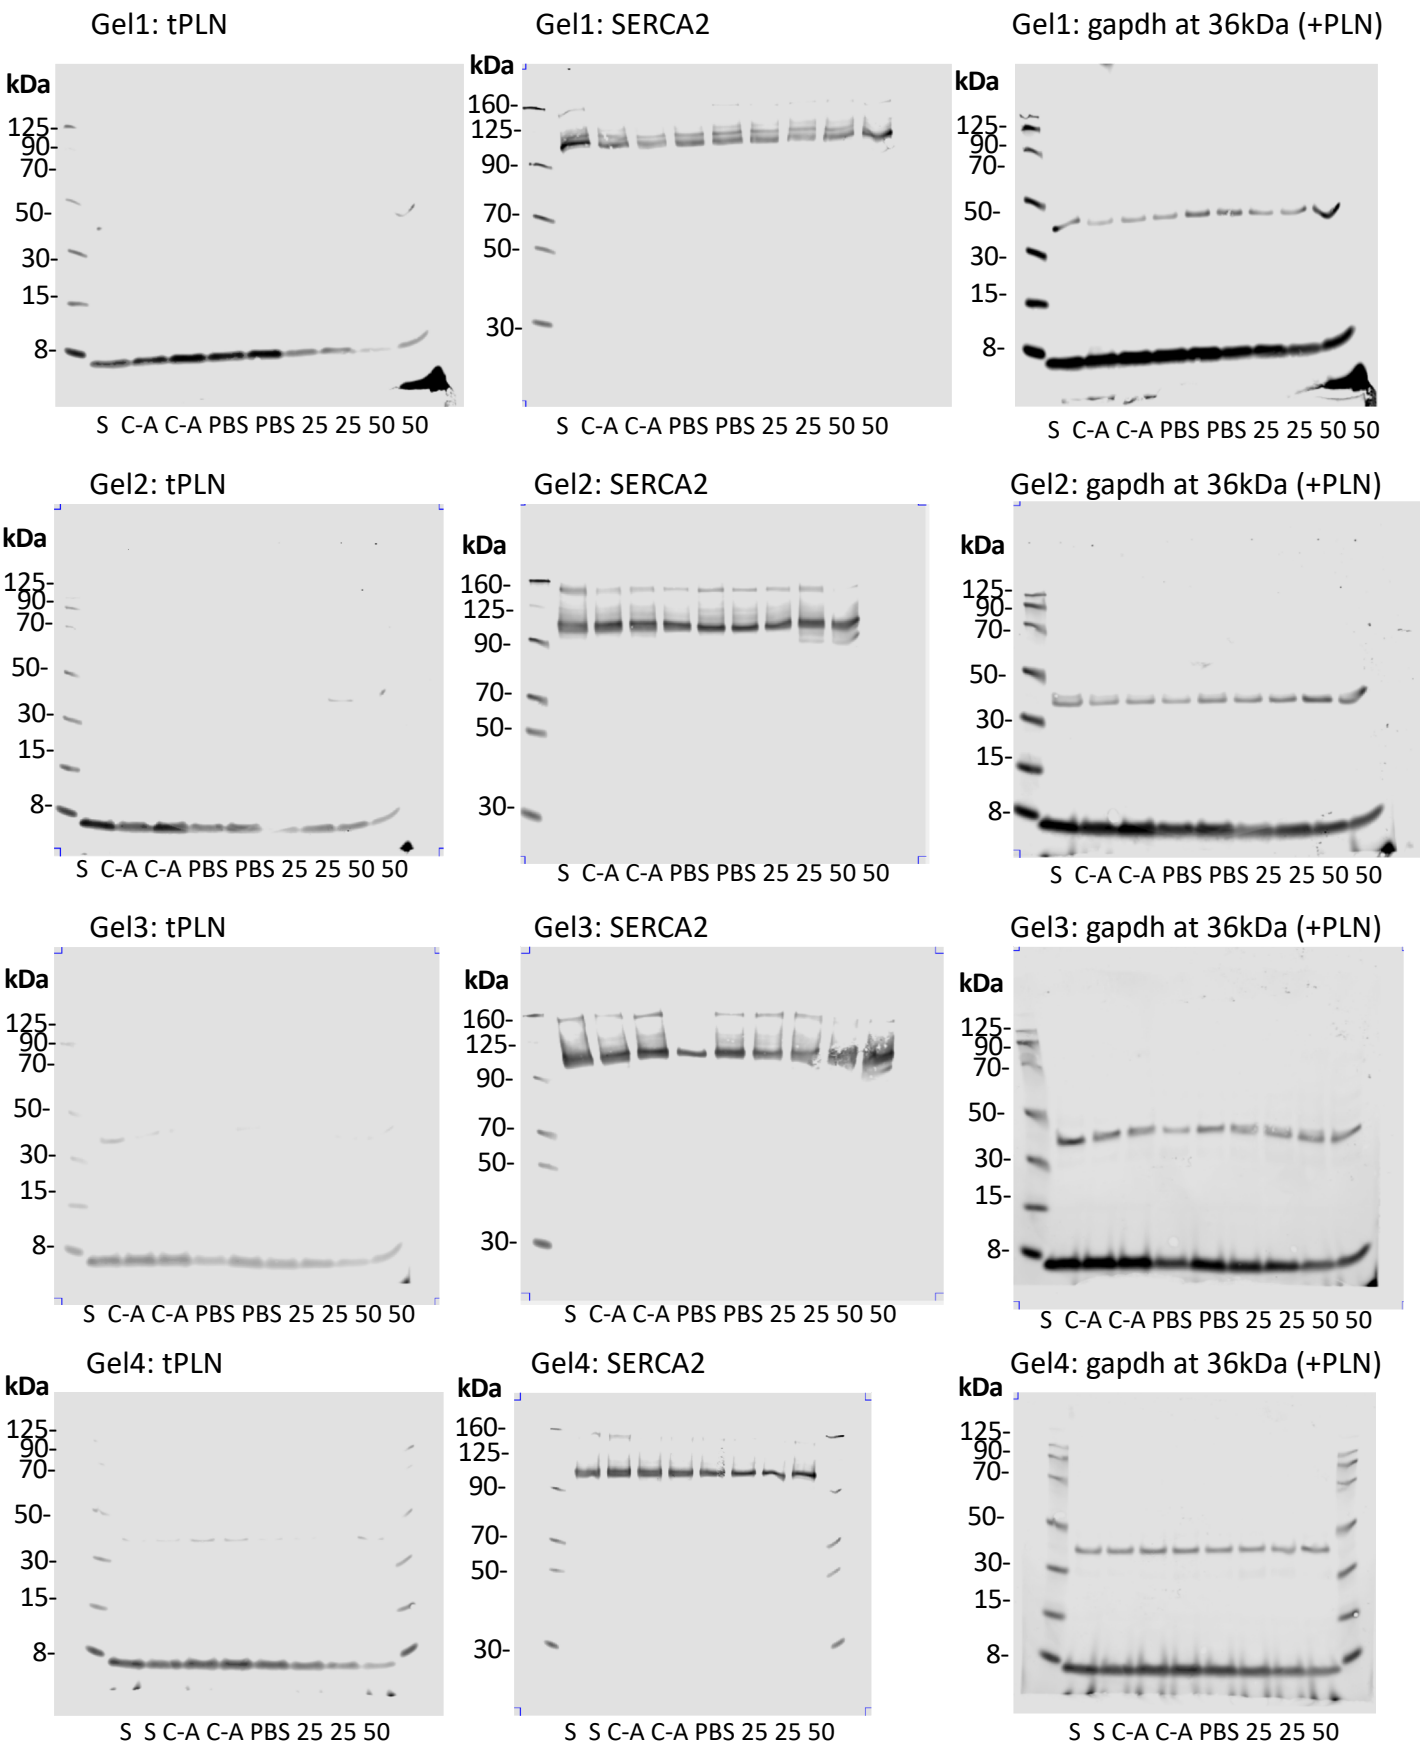 Gel1: tPLN
kDa
125-
90-
70-
50-
30-
15-
8-
S C-A C-A PBS PBS 25 25 50 50
Gel1: SERCA2
kDa
160-
125-
90-
70-
50-
30-
S C-A C-A PBS PBS 25 25 50 50
Gel1: gapdh at 36kDa (+PLN)
kDa
125-
90-
70-
50-
30-
15-
8-
S C-A C-A PBS PBS 25 25 50 50
Gel2: tPLN
kDa
125-
90-
70-
50-
30-
15-
8-
S C-A C-A PBS PBS 25 25 50 50
Gel2: SERCA2
kDa
160-
125-
90-
70-
50-
30-
S C-A C-A PBS PBS 25 25 50 50
Gel2: gapdh at 36kDa (+PLN)
kDa
125-
90-
70-
50-
30-
15-
8-
S C-A C-A PBS PBS 25 25 50 50
Gel3: tPLN
kDa
125-
90-
70-
50-
30-
15-
8-
S C-A C-A PBS PBS 25 25 50 50
Gel3: SERCA2
kDa
160-
125-
90-
70-
50-
30-
S C-A C-A PBS PBS 25 25 50 50
Gel3: gapdh at 36kDa (+PLN)
kDa
125-
90-
70-
50-
30-
15-
8-
S C-A C-A PBS PBS 25 25 50 50
Gel4: tPLN
kDa
125-
90-
70-
50-
30-
15-
8-
S S C-A C-A PBS 25 25 50
Gel4: SERCA2
kDa
160-
125-
90-
70-
50-
30-
S S C-A C-A PBS 25 25 50
Gel4: gapdh at 36kDa (+PLN)
kDa
125-
90-
70-
50-
30-
15-
8-
S S C-A C-A PBS 25 25 50